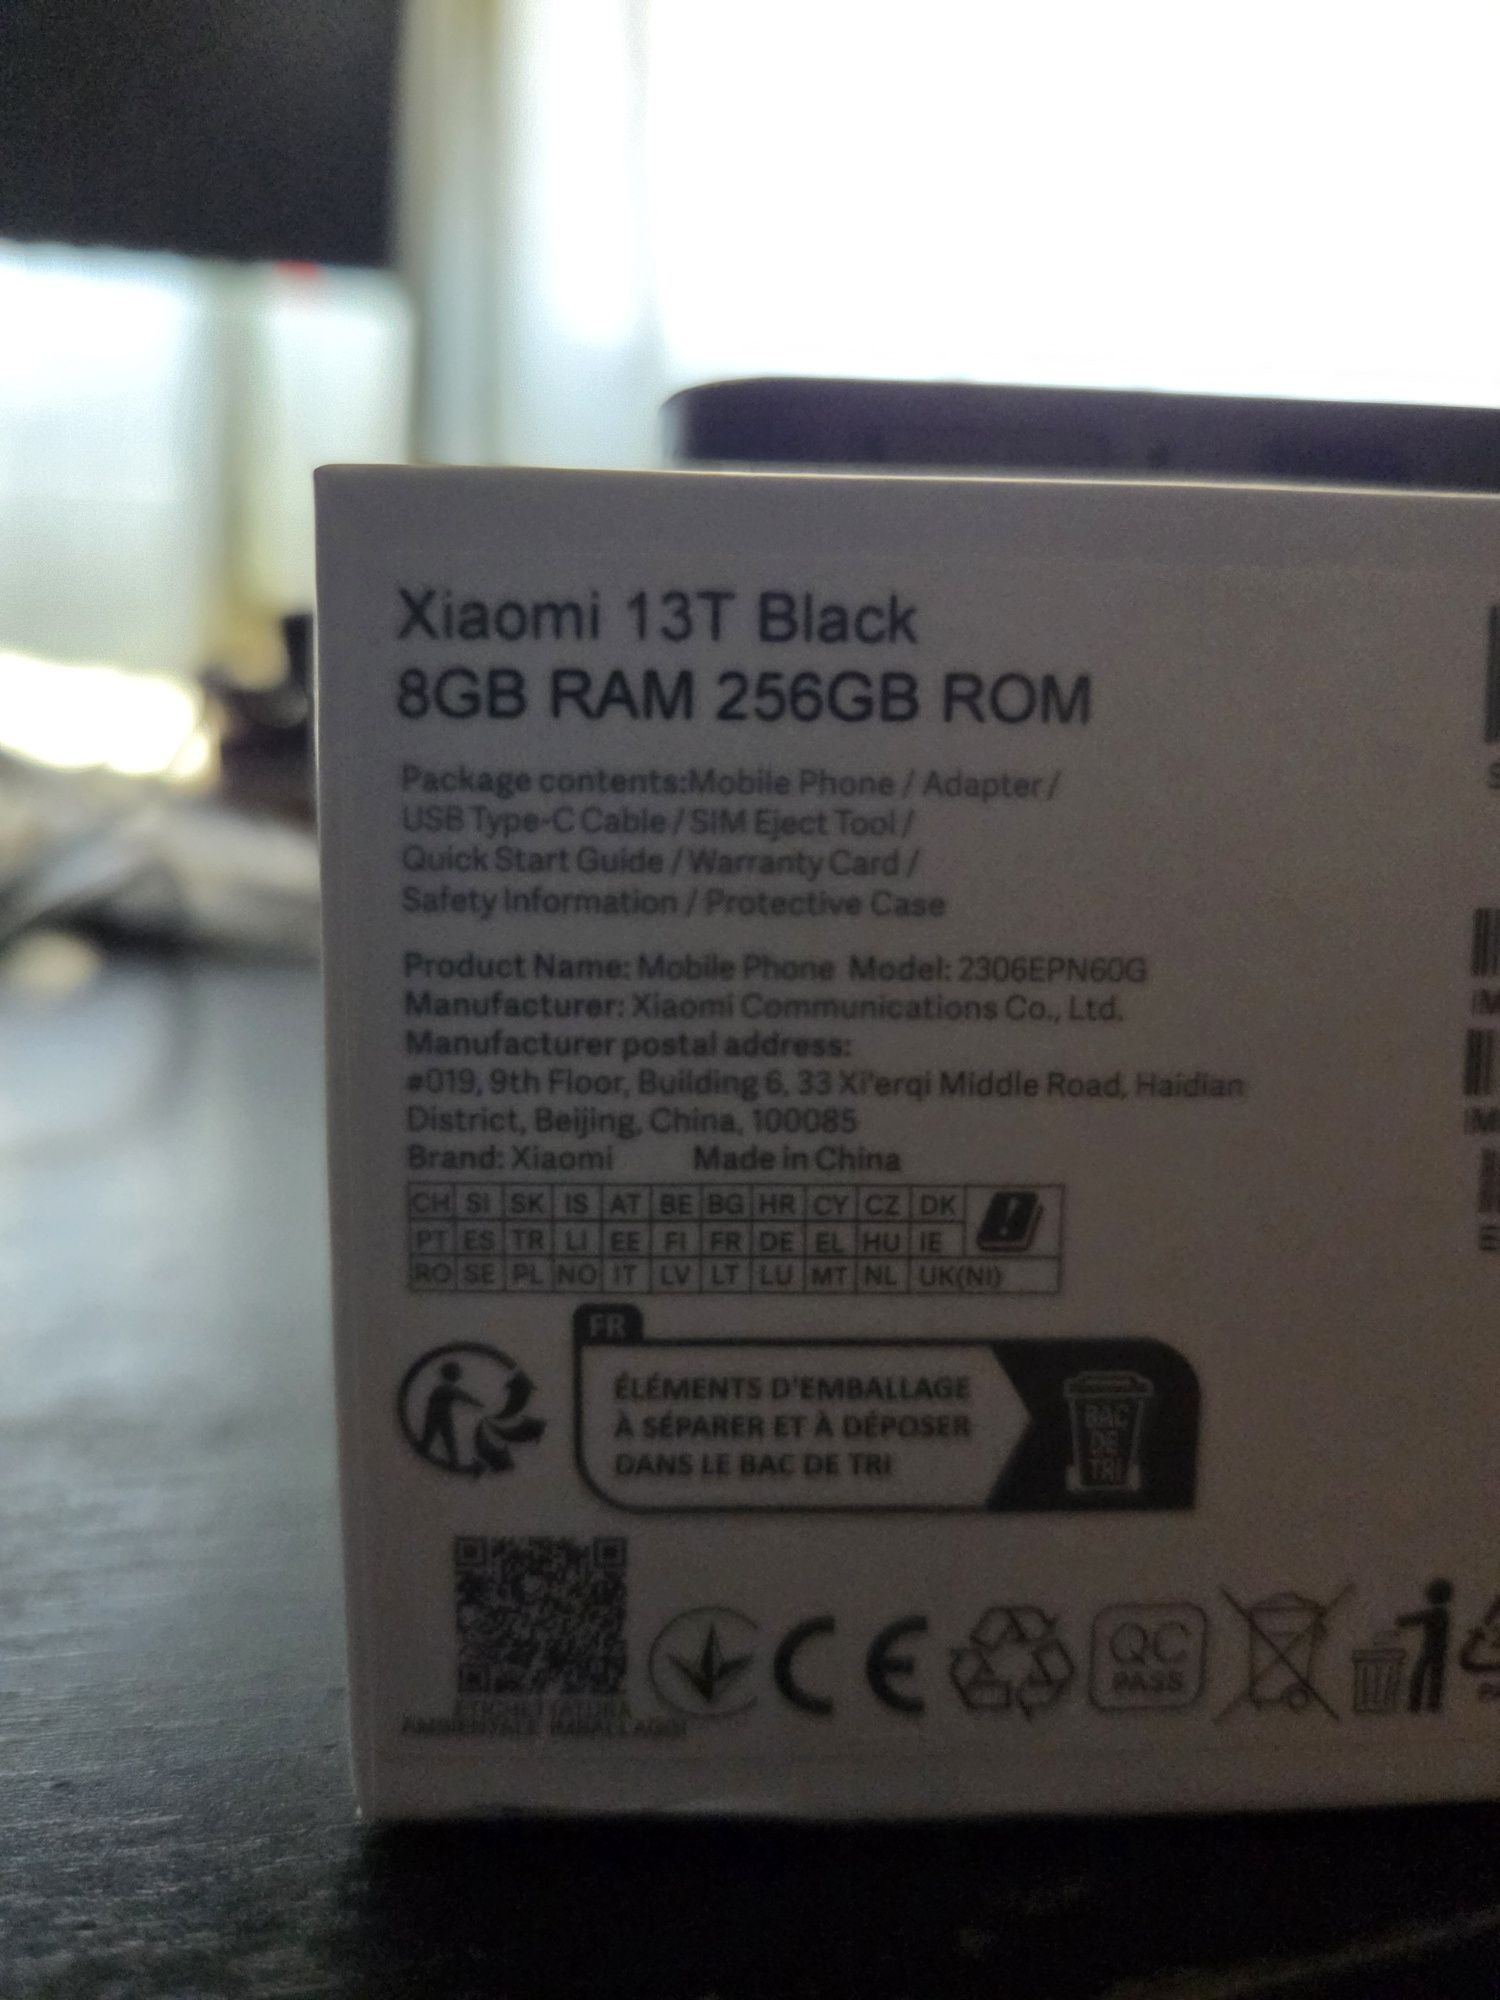 Xiaomi 13T Black
8GB RAM 256GB ROM
Package contents:Mobile Phone / Adapter /
USB Type-C Cable / SIM Eject Tool /
Quick Start Guide / Warranty Card /
Safety Information / Protective Case
Product Name: Mobile Phone Model: 2306EPN60G
Manufacturer: Xiaomi Communications Co., Ltd.
Manufacturer postal address:
#019, 9th Floor, Building 6, 33 Xi'erqi Middle Road, Haidian
District, Beijing, China, 100085
Brand: Xiaomi Made in China
CH SI SK IS AT BE BG HR CY CZ DK
PT ES TR LI EE FI FR DE EL HU IE
RO SE PL NO IT LV LT LU MT NL UK(NI)
FR
ÉLÉMENTS D'EMBALLAGE
À SÉPARER ET À DÉPOSER
DANS LE BAC DE TRI
BAC
DE
TRI
ETICHETTATURA
AMBIENTALE IMBALLAGGI
CE
QC
PASS